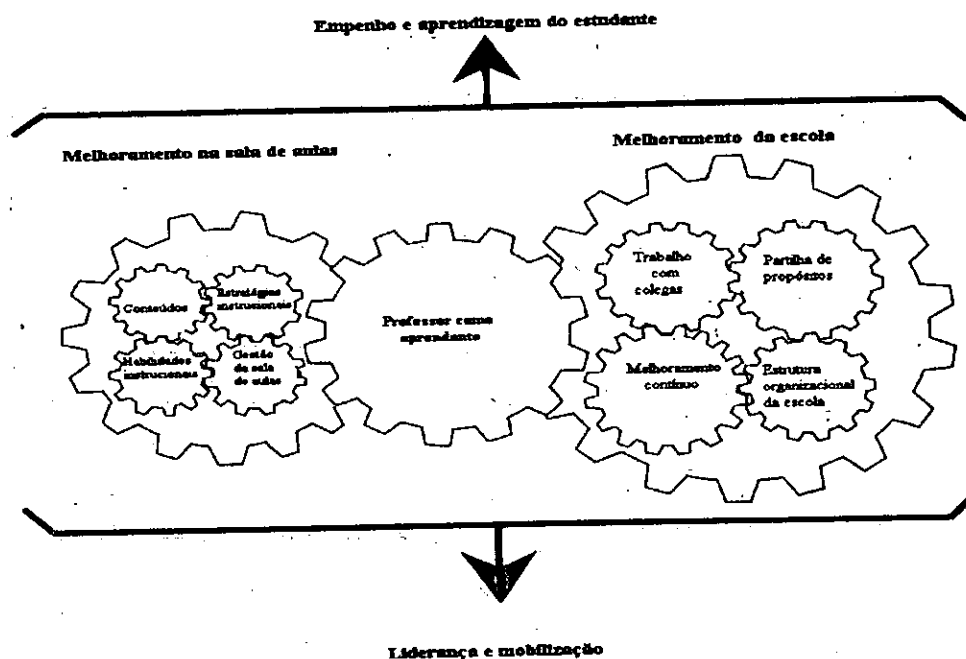 Empenho e aprendizagem do estudante
Melhoramento na sala de aulas
Melhoramento da escola
Conteúdos
Estratégias
instrucionais
Habilidades
instrucionais
Gestão
da sala
de aulas
Professor como
aprendante
Trabalho
com
colegas
Partilha de
propósitos
Melhoramento
contínuo
Estrutura
organizacional
da escola
Liderança e mobilização